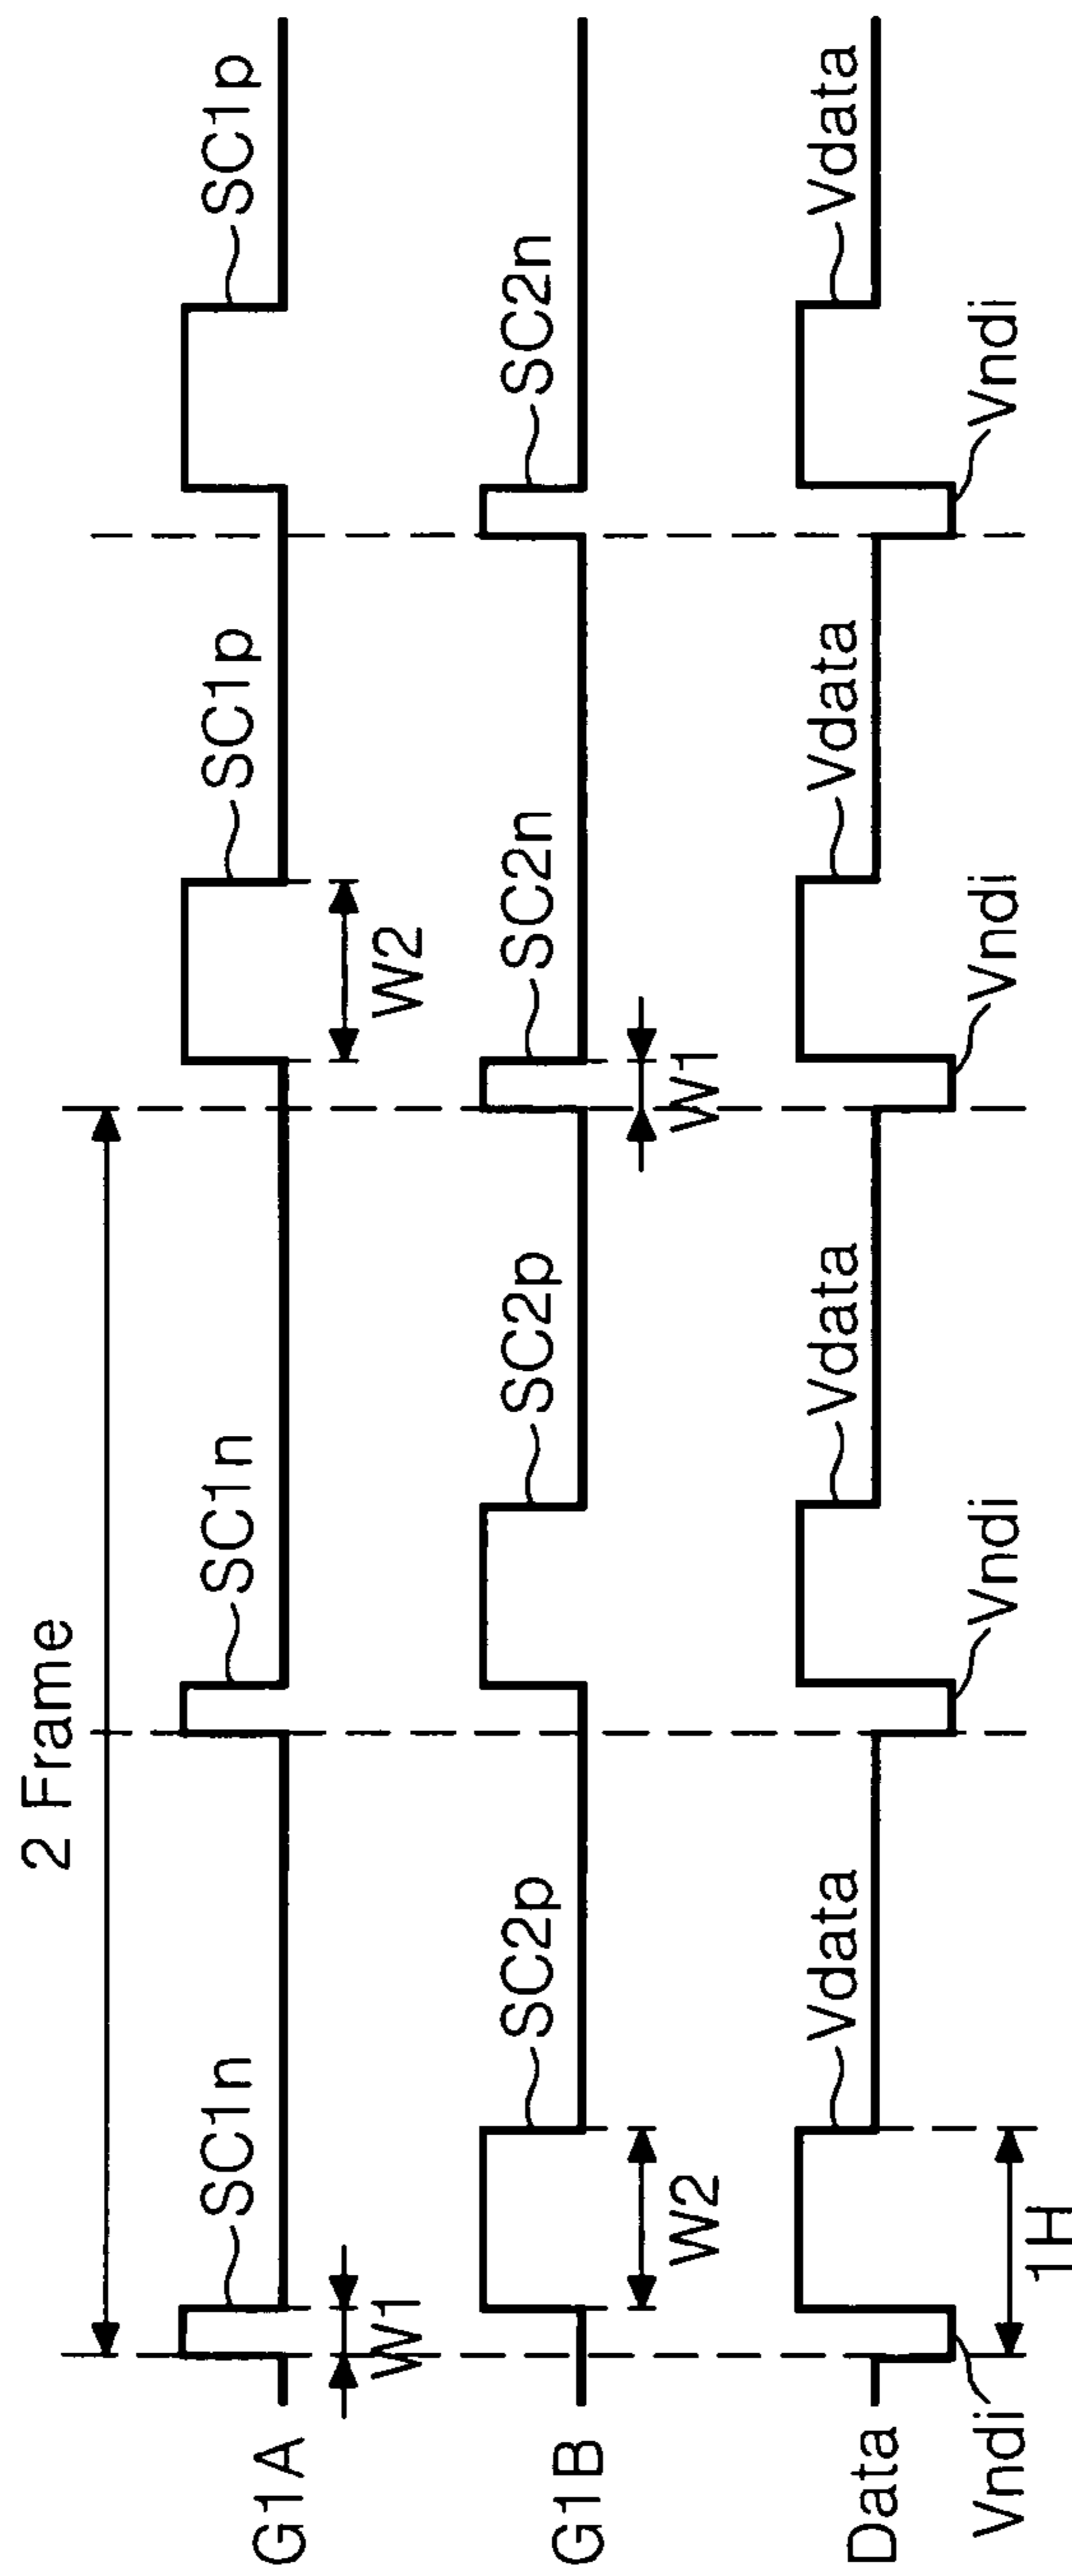 2 Frame
G1A
SC1n
SC1n
SC1p
SC1p
W1
W2
G1B
SC2p
SC2p
SC2n
SC2n
W2
W1
Data
Vdata
Vdata
Vdata
Vdata
Vndi
Vndi
Vndi
Vndi
1H